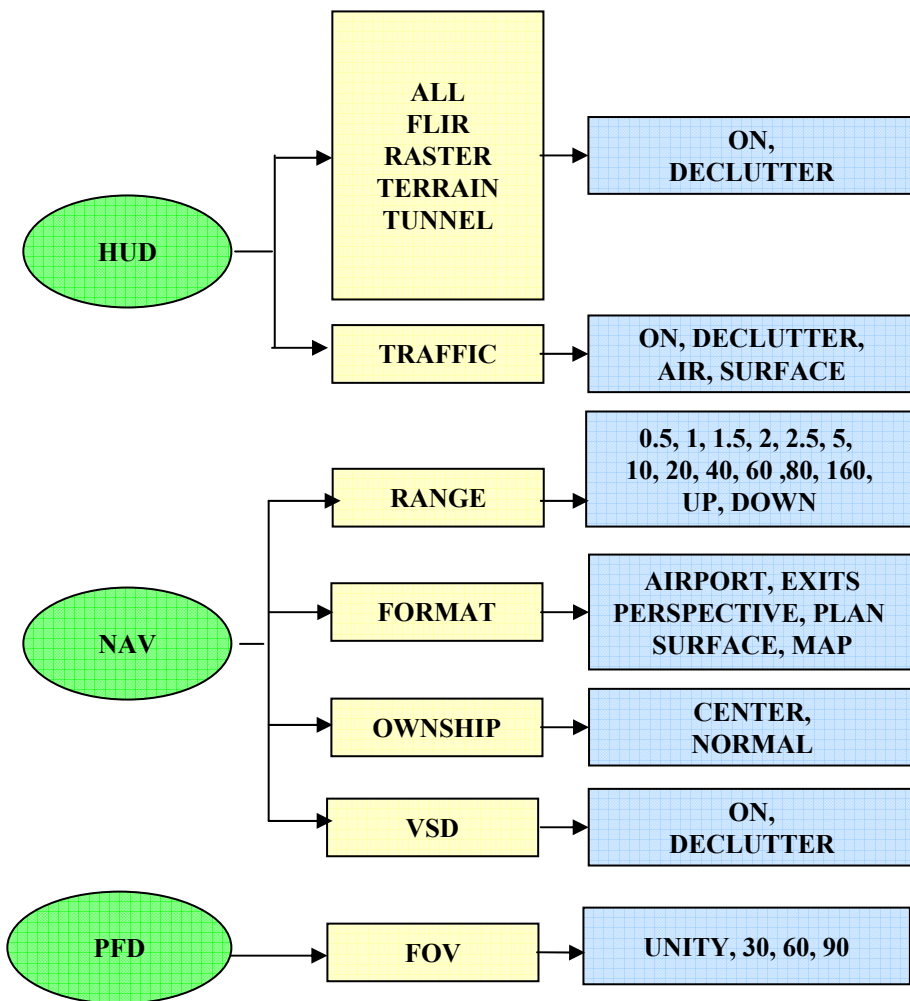 HUD
ALL
FLIR
RASTER
TERRAIN
TUNNEL
ON,
DECLUTTER
TRAFFIC
ON, DECLUTTER,
AIR, SURFACE
NAV
RANGE
0.5, 1, 1.5, 2, 2.5, 5,
10, 20, 40, 60 ,80, 160,
UP, DOWN
FORMAT
AIRPORT, EXITS
PERSPECTIVE, PLAN
SURFACE, MAP
OWNSHIP
CENTER,
NORMAL
VSD
ON,
DECLUTTER
PFD
FOV
UNITY, 30, 60, 90